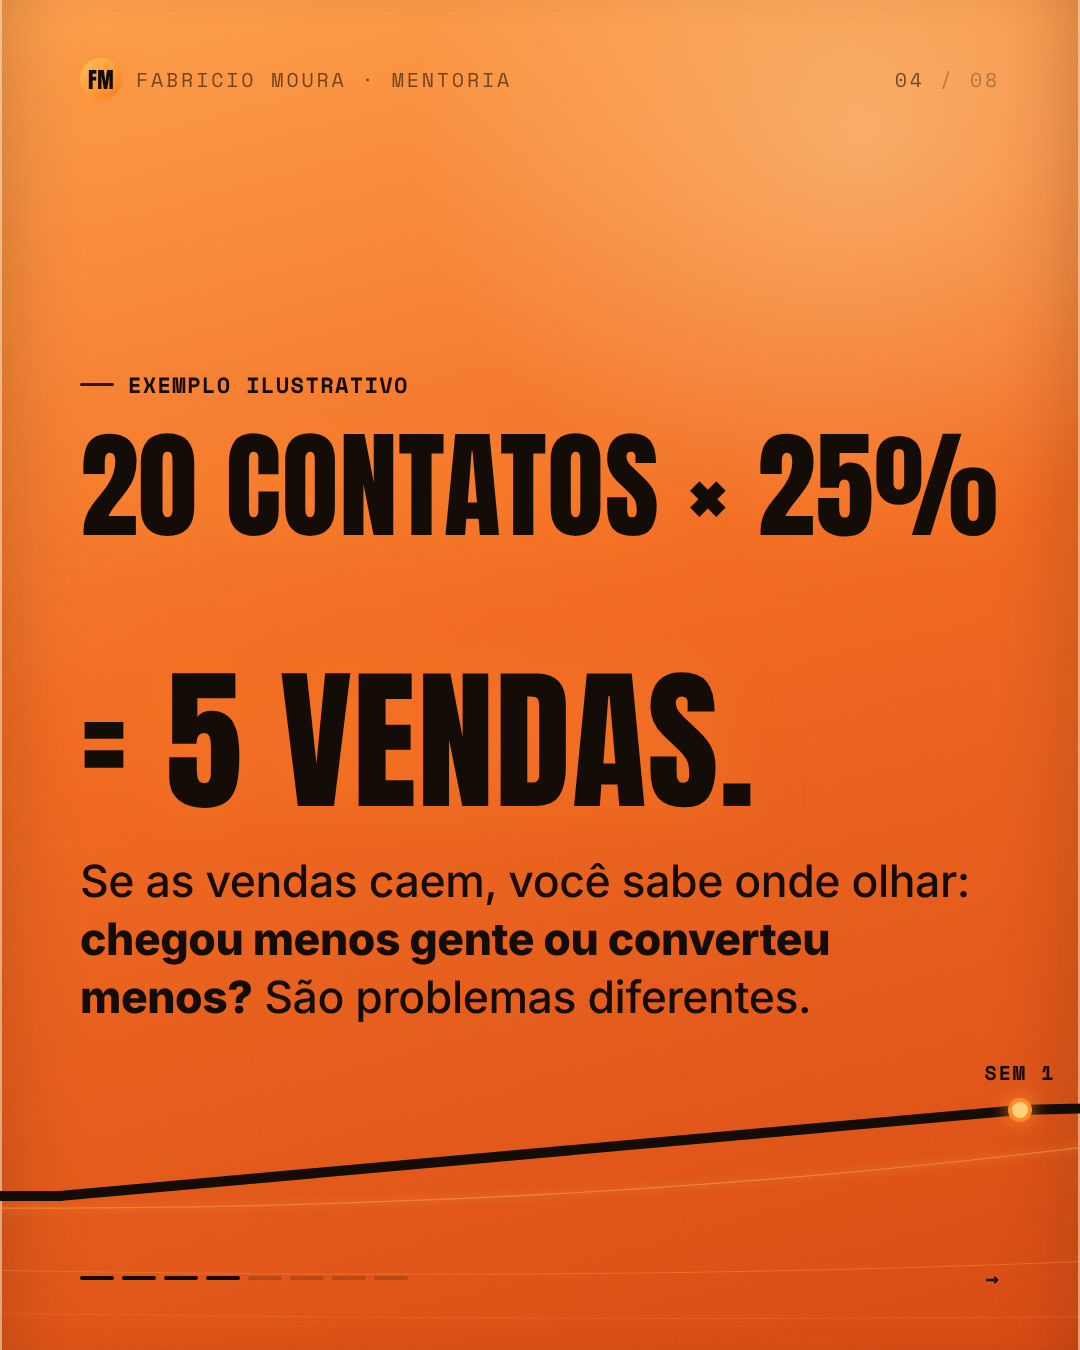 FM FABRICIO MOURA · MENTORIA
04 / 08
EXEMPLO ILUSTRATIVO
20 CONTATOS × 25%
= 5 VENDAS.
Se as vendas caem, você sabe onde olhar:
chegou menos gente ou converteu
menos? São problemas diferentes.
SEM 1
→